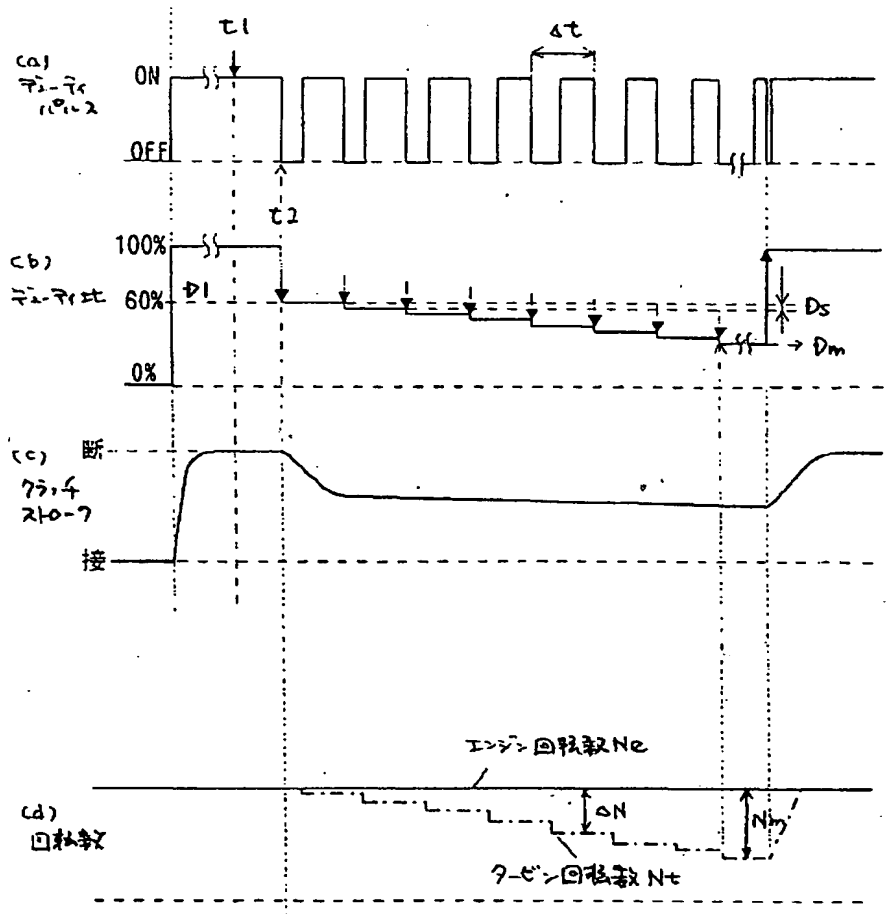 t1
Δt
(a)
デューティ
パルス
ON
OFF
t2
(b)
デューティ比
100%
60%
D1
0%
Ds
Dm
(c)
クラッチ
ストローク
断
接
エンジン回転数Ne
(d)
回転数
ΔN
Nm
タービン回転数Nt